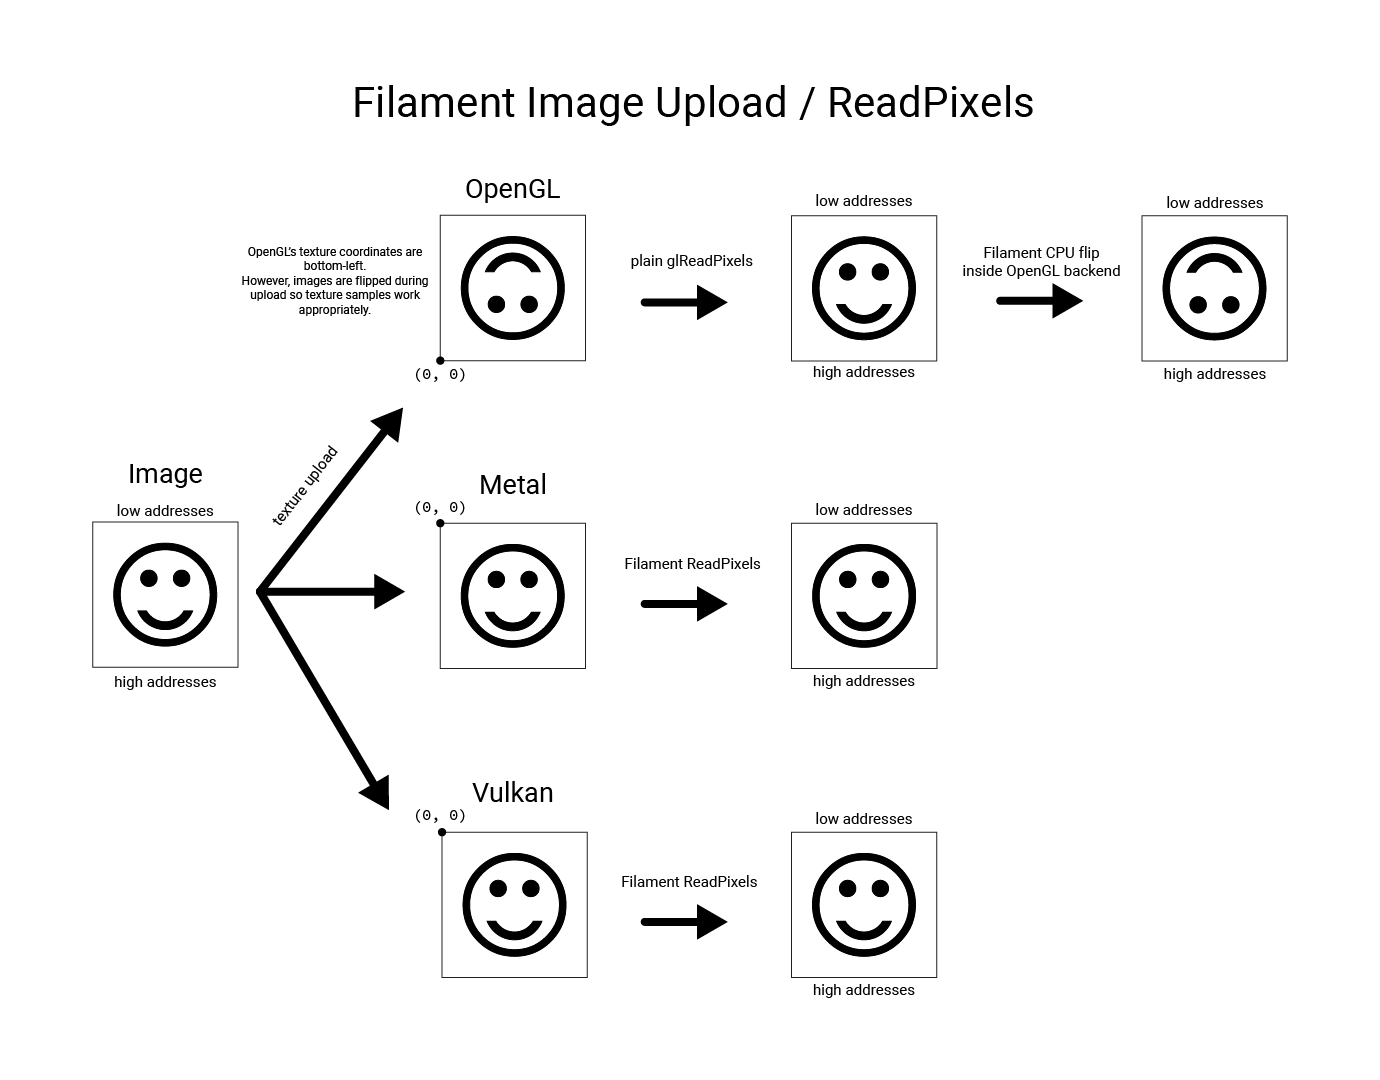 Filament Image Upload / ReadPixels
OpenGL
OpenGL's texture coordinates are
bottom-left.
However, images are flipped during
upload so texture samples work
appropriately.
(0, 0)
plain glReadPixels
low addresses
high addresses
Filament CPU flip
inside OpenGL backend
low addresses
high addresses
texture upload
Image
low addresses
high addresses
Metal
(0, 0)
Filament ReadPixels
low addresses
high addresses
Vulkan
(0, 0)
Filament ReadPixels
low addresses
high addresses